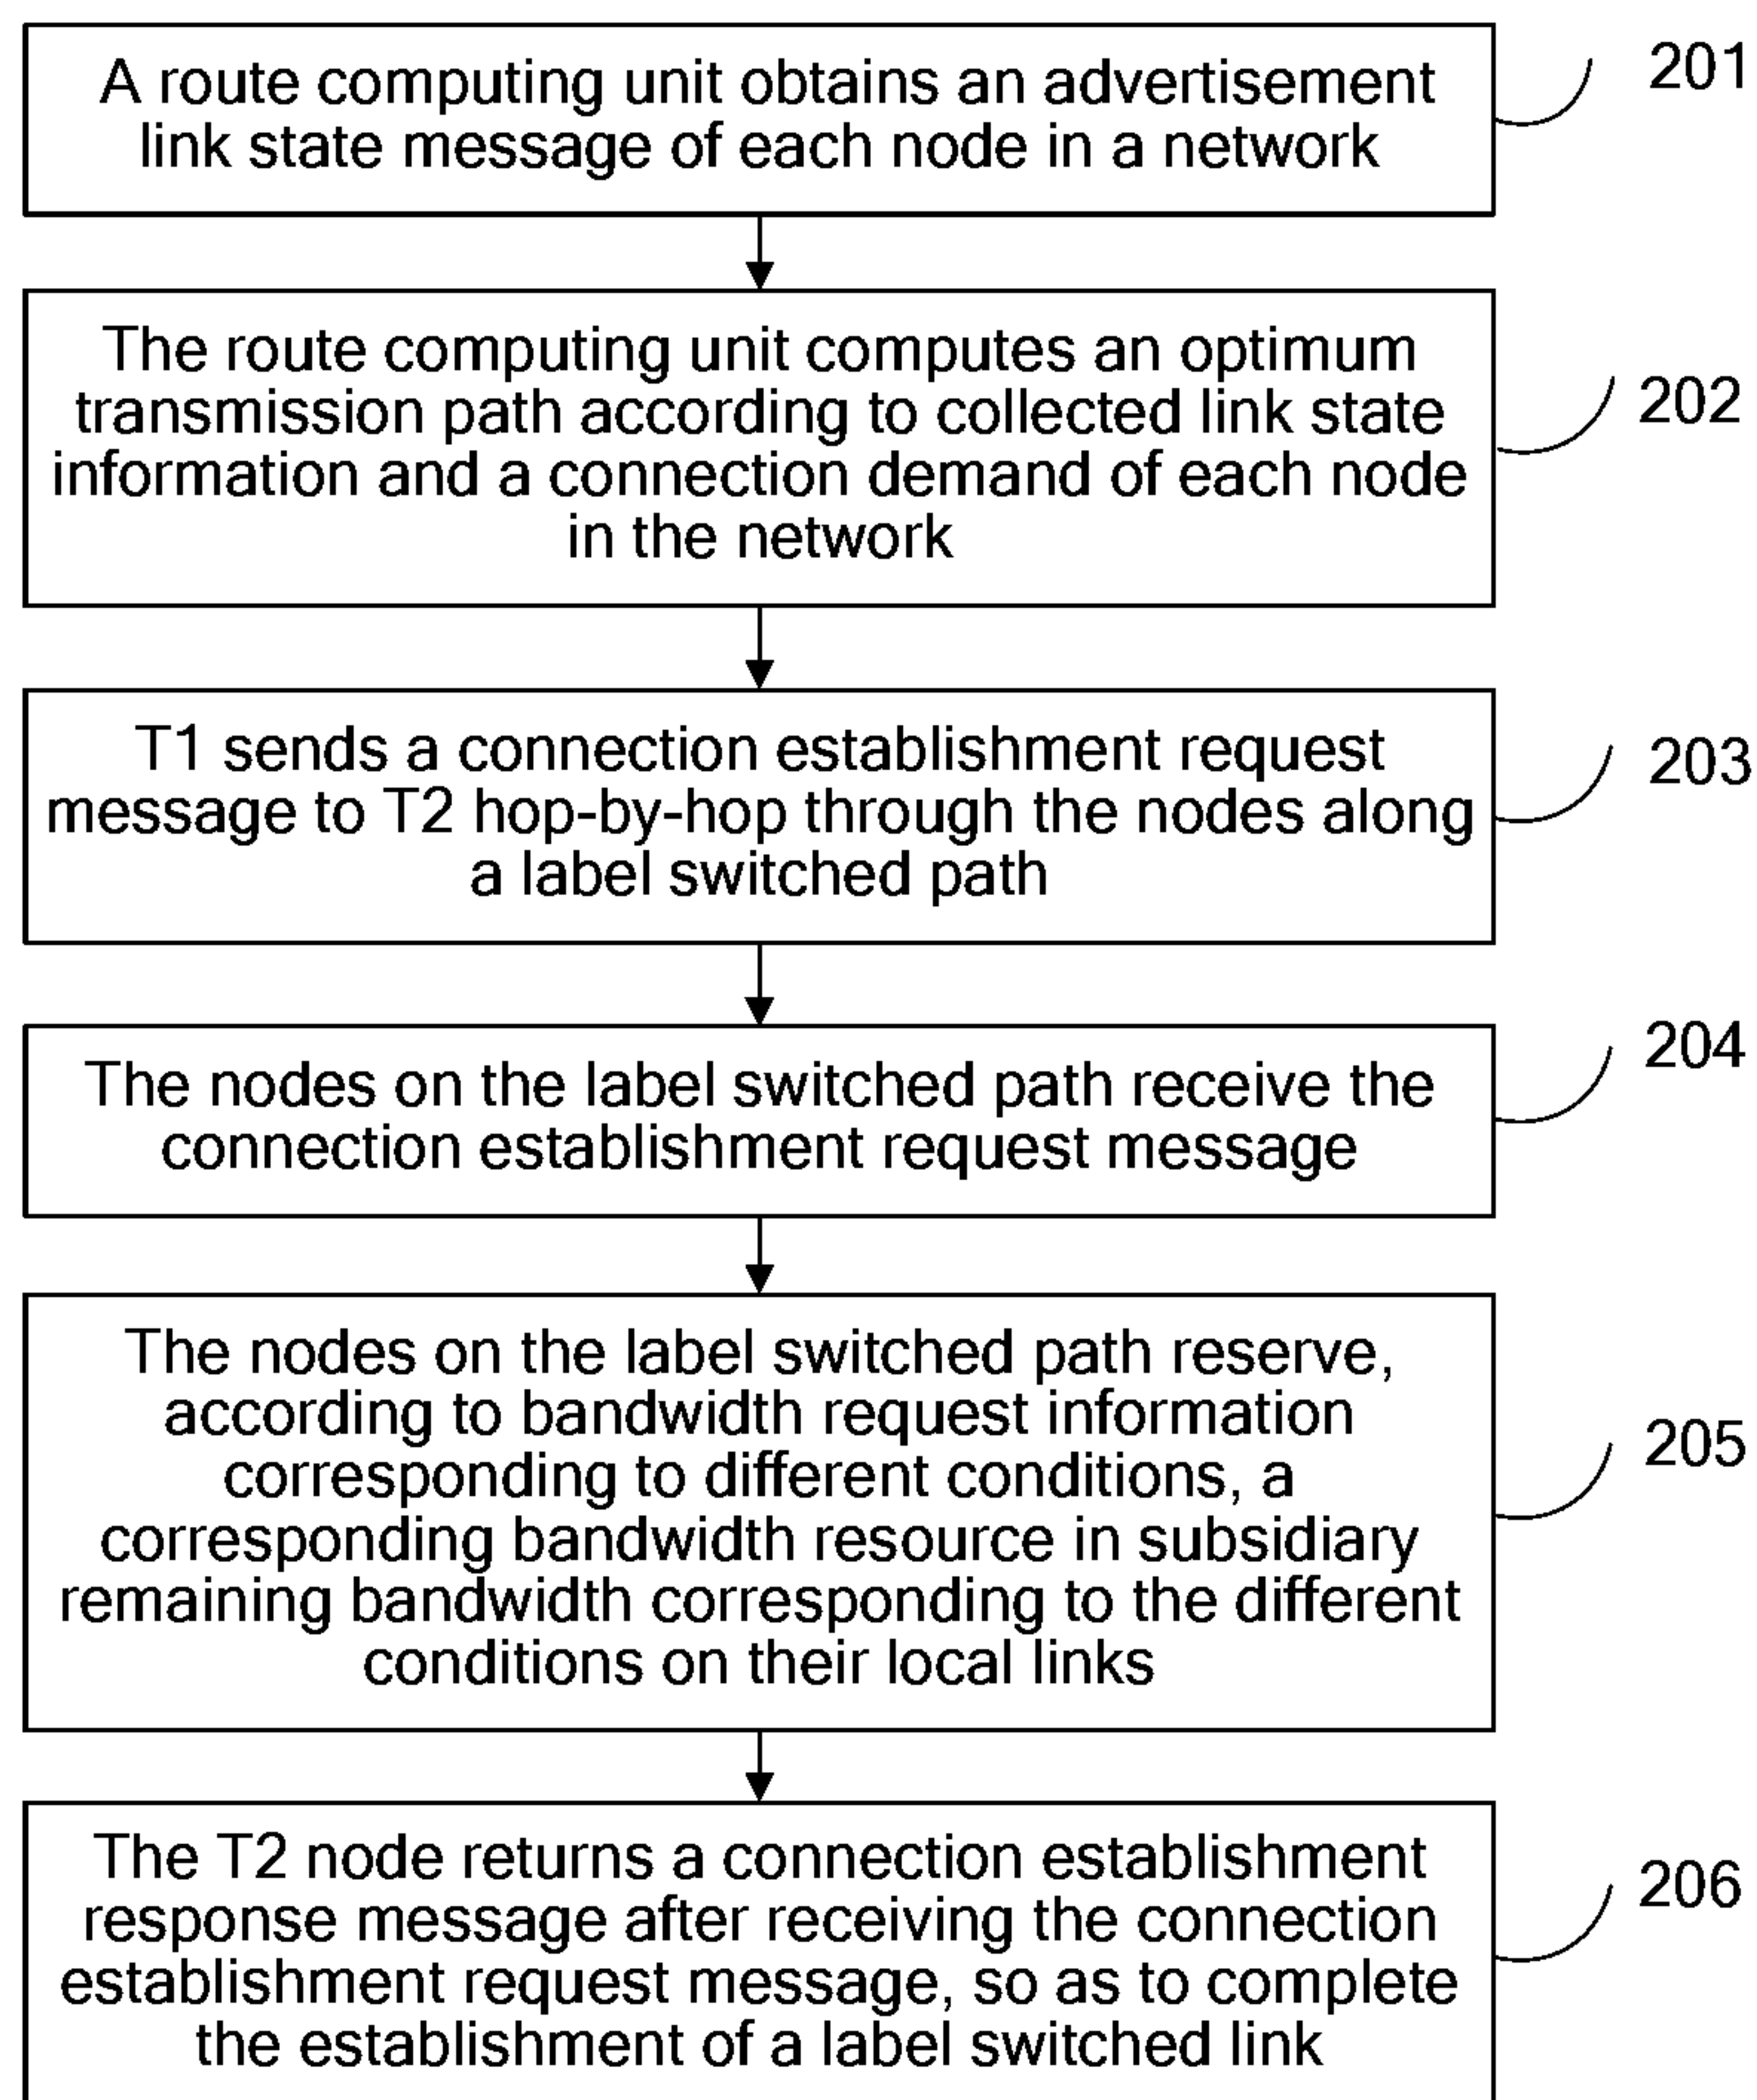 A route computing unit obtains an advertisement
link state message of each node in a network
201
The route computing unit computes an optimum
transmission path according to collected link state
information and a connection demand of each node
in the network
202
T1 sends a connection establishment request
message to T2 hop-by-hop through the nodes along
a label switched path
203
The nodes on the label switched path receive the
connection establishment request message
204
The nodes on the label switched path reserve,
according to bandwidth request information
corresponding to different conditions, a
corresponding bandwidth resource in subsidiary
remaining bandwidth corresponding to the different
conditions on their local links
205
The T2 node returns a connection establishment
response message after receiving the connection
establishment request message, so as to complete
the establishment of a label switched link
206